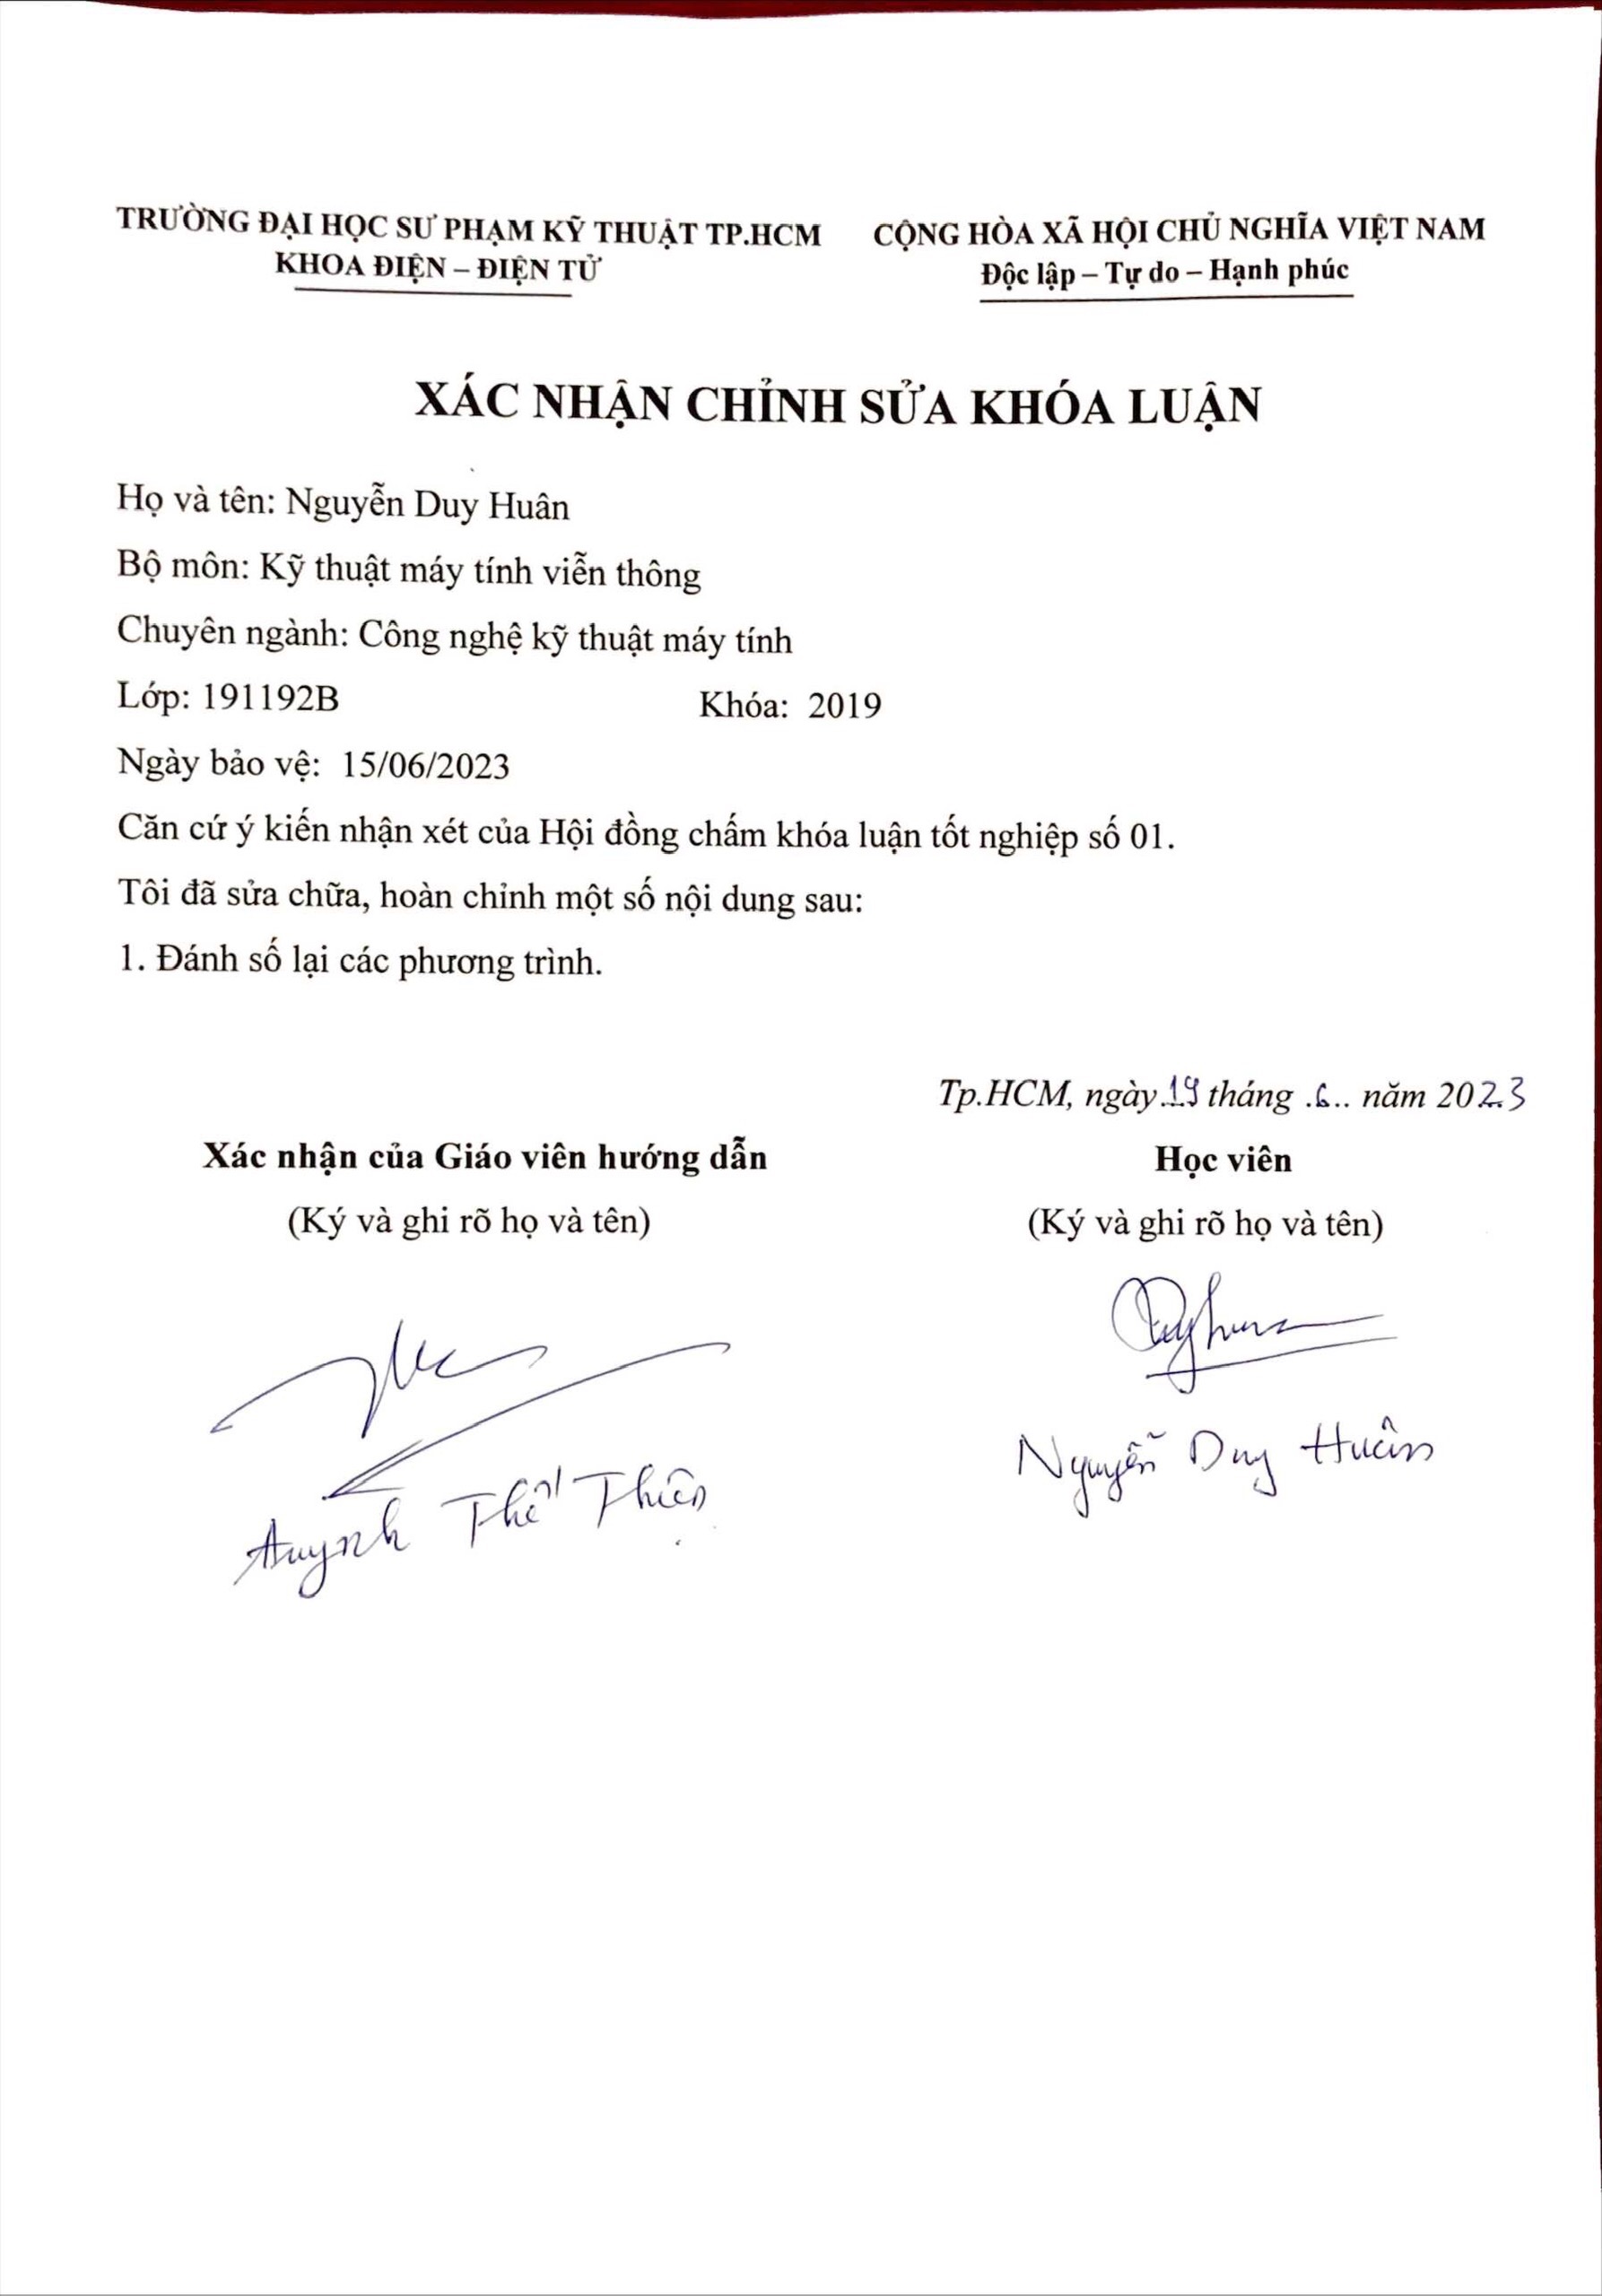 TRƯỜNG ĐẠI HỌC SƯ PHẠM KỸ THUẬT TP.HCM
KHOA ĐIỆN – ĐIỆN TỬ
CỘNG HÒA XÃ HỘI CHỦ NGHĨA VIỆT NAM
Độc lập – Tự do – Hạnh phúc
XÁC NHẬN CHỈNH SỬA KHÓA LUẬN
Họ và tên: Nguyễn Duy Huân
Bộ môn: Kỹ thuật máy tính viễn thông
Chuyên ngành: Công nghệ kỹ thuật máy tính
Lớp: 191192B Khóa: 2019
Ngày bảo vệ: 15/06/2023
Căn cứ ý kiến nhận xét của Hội đồng chấm khóa luận tốt nghiệp số 01.
Tôi đã sửa chữa, hoàn chỉnh một số nội dung sau:
1. Đánh số lại các phương trình.
Tp.HCM, ngày 19 tháng .6.. năm 2023
Xác nhận của Giáo viên hướng dẫn
(Ký và ghi rõ họ và tên)
Huỳnh Thế Thiện
Học viên
(Ký và ghi rõ họ và tên)
Duyhuan
Nguyễn Duy Huân